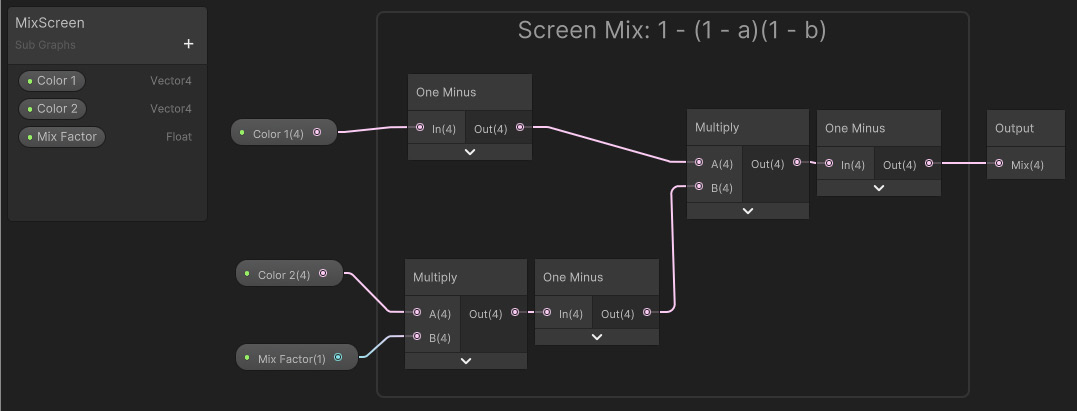 MixScreen
Sub Graphs
+
Color 1 Vector4
Color 2 Vector4
Mix Factor Float
Screen Mix: 1 - (1 - a)(1 - b)
Color 1(4)
One Minus
In(4) Out(4)
Multiply
A(4) Out(4)
B(4)
One Minus
In(4) Out(4)
Output
Mix(4)
Color 2(4)
Mix Factor(1)
Multiply
A(4) Out(4)
B(4)
One Minus
In(4) Out(4)